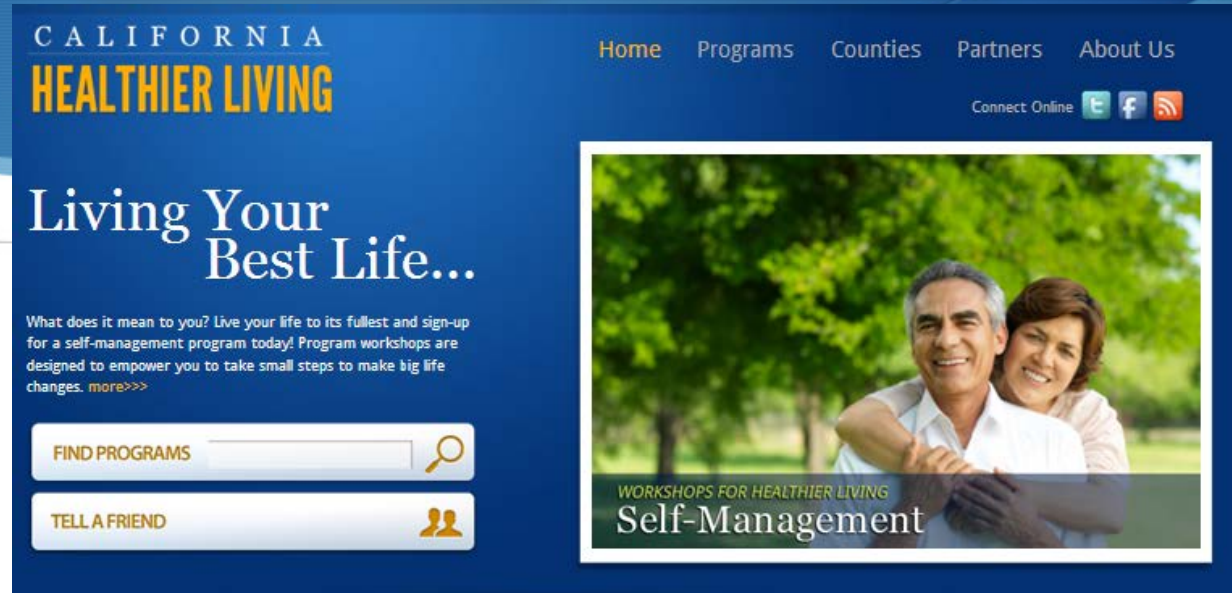 CALIFORNIA
HEALTHIER LIVING
Home Programs Counties Partners About Us
Connect Online
Living Your
Best Life...
What does it mean to you? Live your life to its fullest and sign-up
for a self-management program today! Program workshops are
designed to empower you to take small steps to make big life
changes. more>>>
FIND PROGRAMS
TELL A FRIEND
WORKSHOPS FOR HEALTHIER LIVING
Self-Management